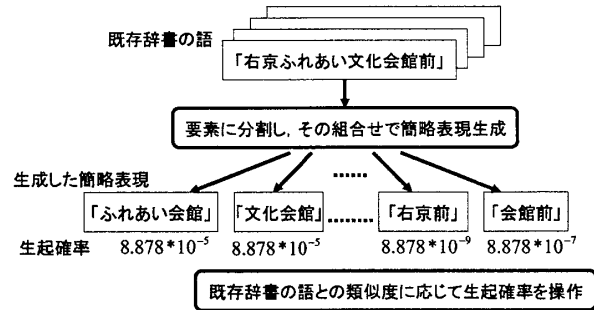 既存辞書の語
「右京ふれあい文化会館前」
要素に分割し，その組合せで簡略表現生成
生成した簡略表現
「ふれあい会館」 「文化会館」 「右京前」 「会館前」
生起確率 8.878*10⁻⁵ 8.878*10⁻⁵ 8.878*10⁻⁹ 8.878*10⁻⁷
既存辞書の語との類似度に応じて生起確率を操作